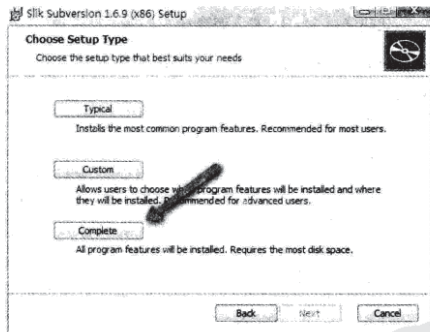 Slik Subversion 1.6.9 (x86) Setup
Choose Setup Type
Choose the setup type that best suits your needs
Typical
Installs the most common program features. Recommended for most users.
Custom
Allows users to choose program features will be installed and where
they will be installed. for advanced users.
Complete
All program features will be installed. Requires the most disk space.
Back Next Cancel